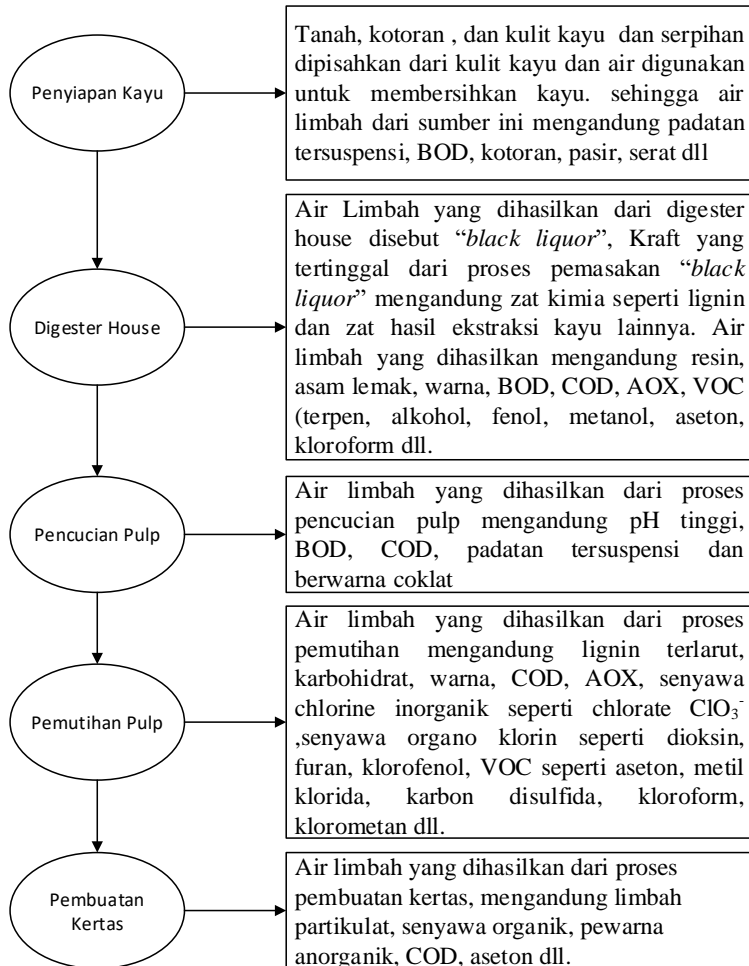 Penyiapan Kayu
Tanah, kotoran , dan kulit kayu dan serpihan
dipisahkan dari kulit kayu dan air digunakan
untuk membersihkan kayu. sehingga air
limbah dari sumber ini mengandung padatan
tersuspensi, BOD, kotoran, pasir, serat dll
Digester House
Air Limbah yang dihasilkan dari digester
house disebut “black liquor”, Kraft yang
tertinggal dari proses pemasakan “black
liquor” mengandung zat kimia seperti lignin
dan zat hasil ekstraksi kayu lainnya. Air
limbah yang dihasilkan mengandung resin,
asam lemak, warna, BOD, COD, AOX, VOC
(terpen, alkohol, fenol, metanol, aseton,
kloroform dll.
Pencucian Pulp
Air limbah yang dihasilkan dari proses
pencucian pulp mengandung pH tinggi,
BOD, COD, padatan tersuspensi dan
berwarna coklat
Pemutihan Pulp
Air limbah yang dihasilkan dari proses
pemutihan mengandung lignin terlarut,
karbohidrat, warna, COD, AOX, senyawa
chlorine inorganik seperti chlorate ClO₃⁻
,senyawa organo klorin seperti dioksin,
furan, klorofenol, VOC seperti aseton, metil
klorida, karbon disulfida, kloroform,
klorometan dll.
Pembuatan
Kertas
Air limbah yang dihasilkan dari proses
pembuatan kertas, mengandung limbah
partikulat, senyawa organik, pewarna
anorganik, COD, aseton dll.